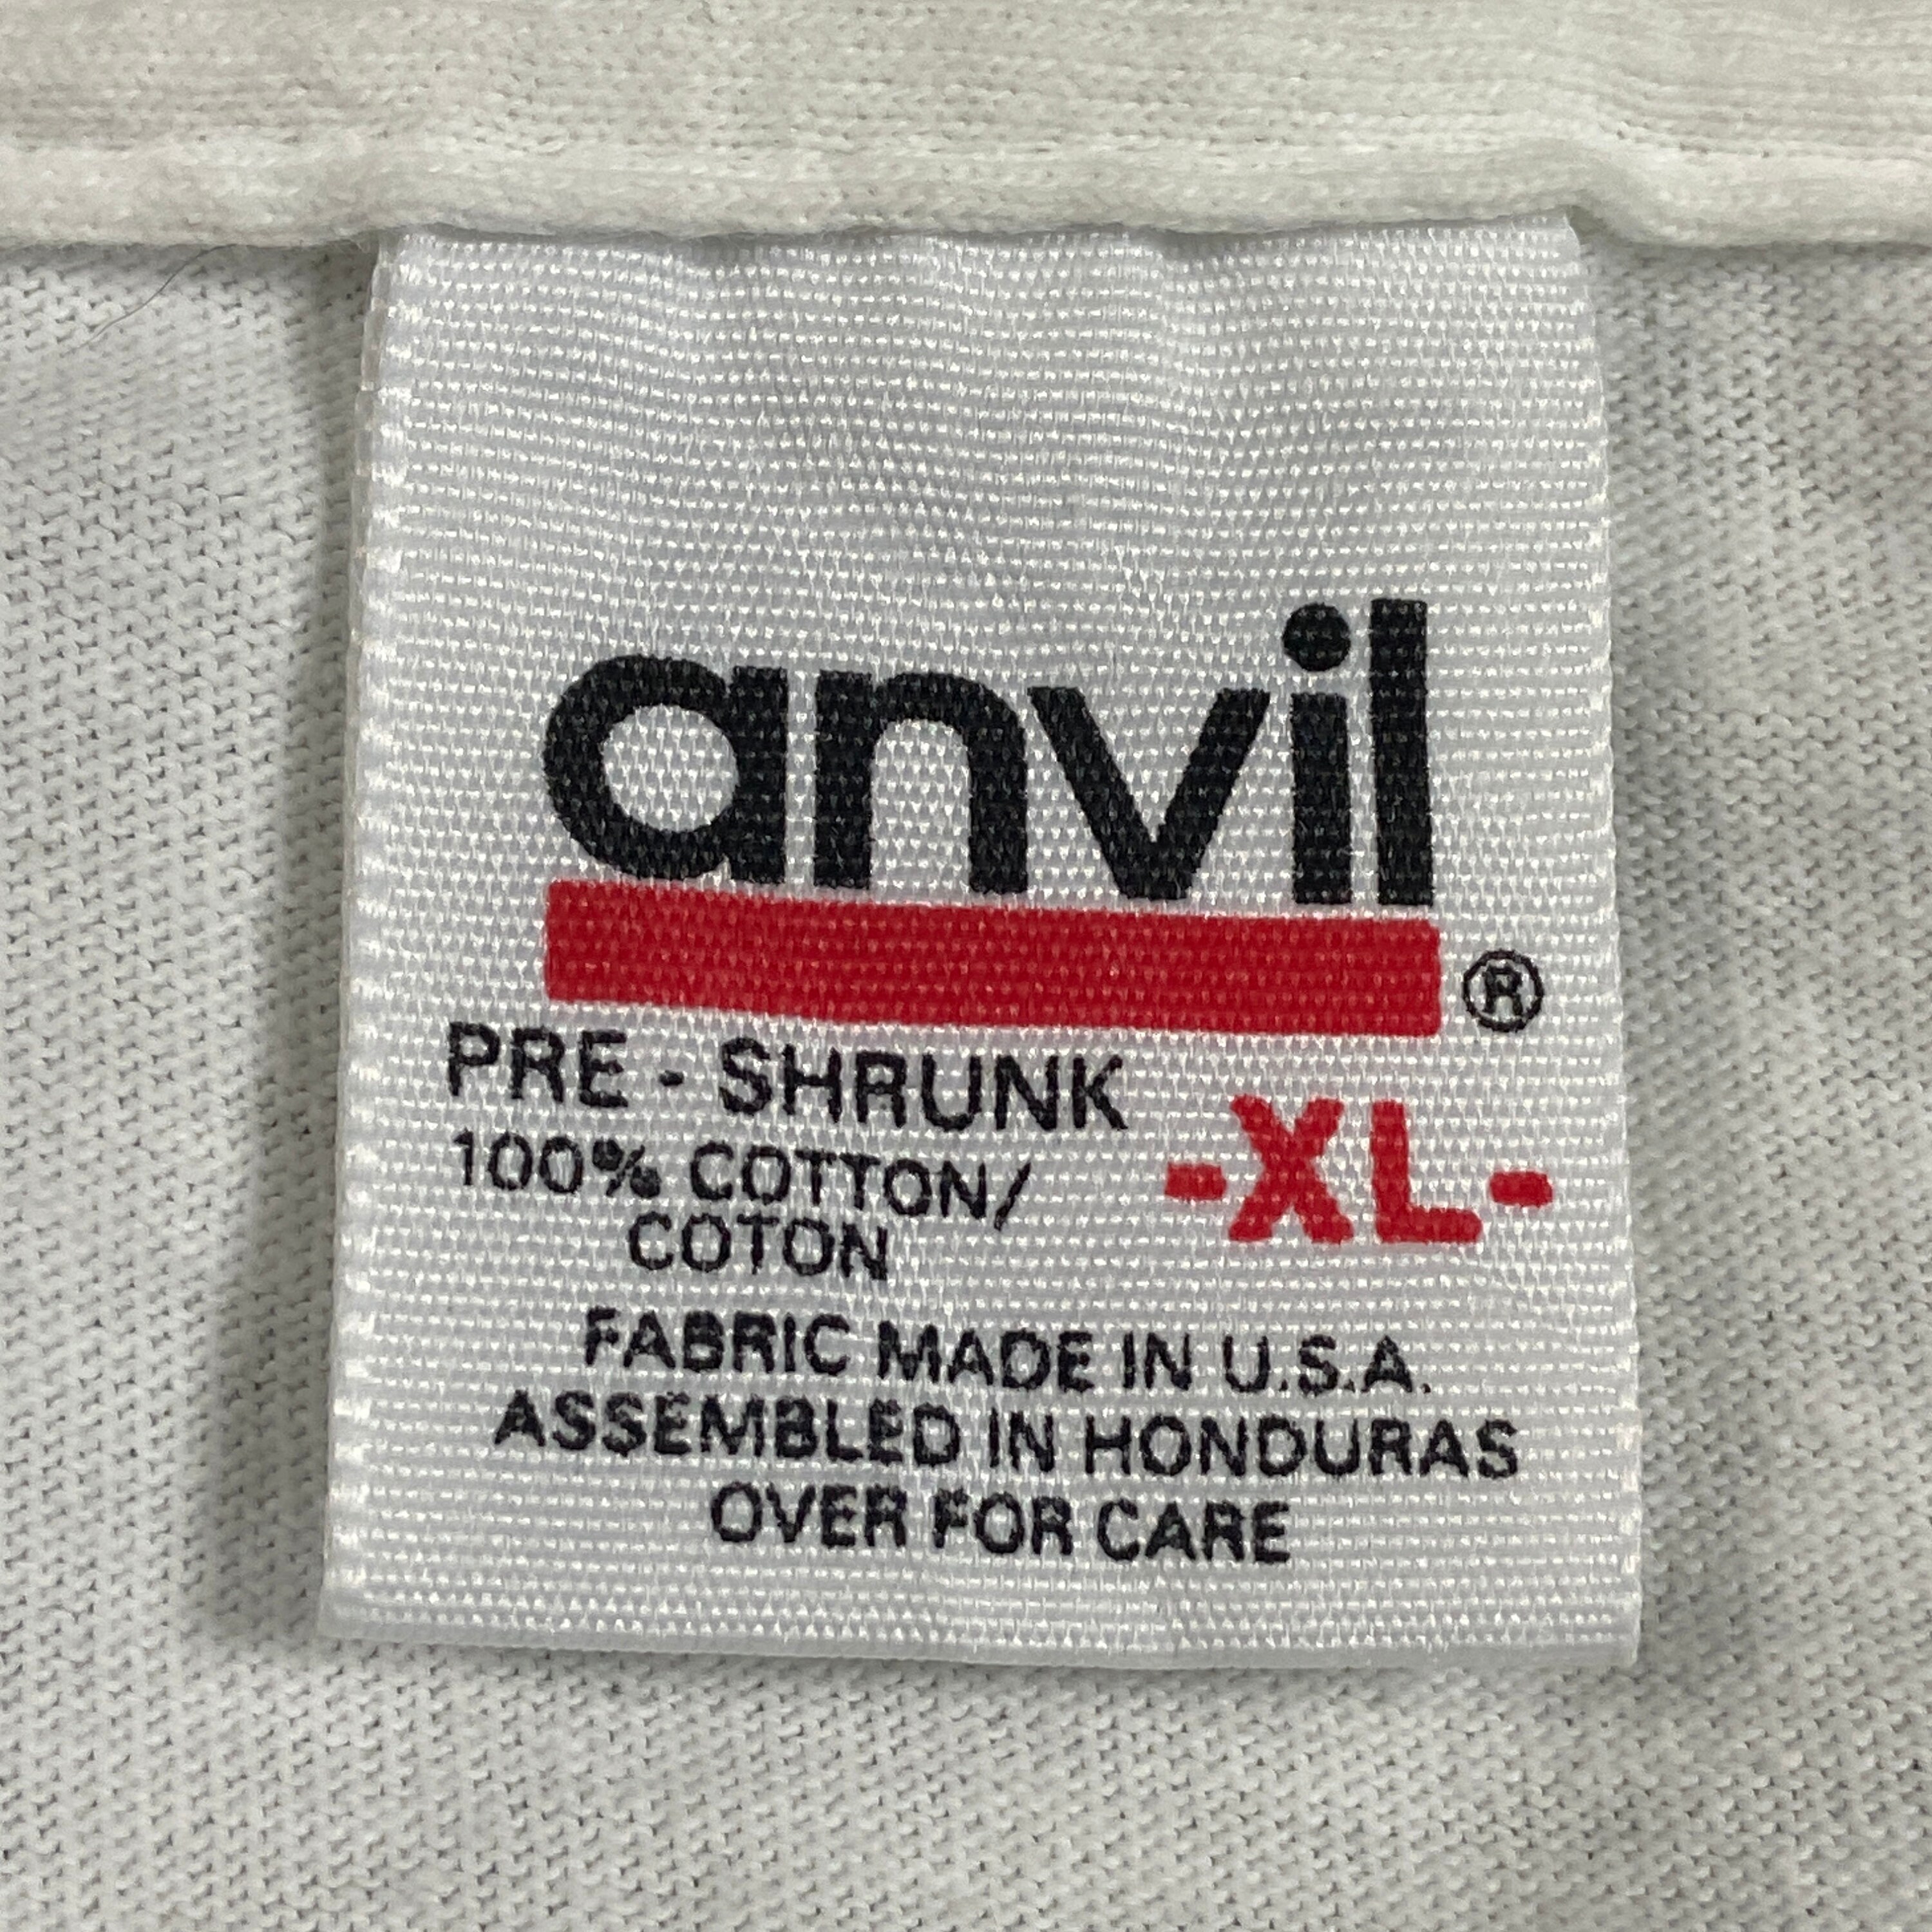 anvil
®
PRE - SHRUNK
100% COTTON/
COTON
-XL-
FABRIC MADE IN U.S.A.
ASSEMBLED IN HONDURAS
OVER FOR CARE